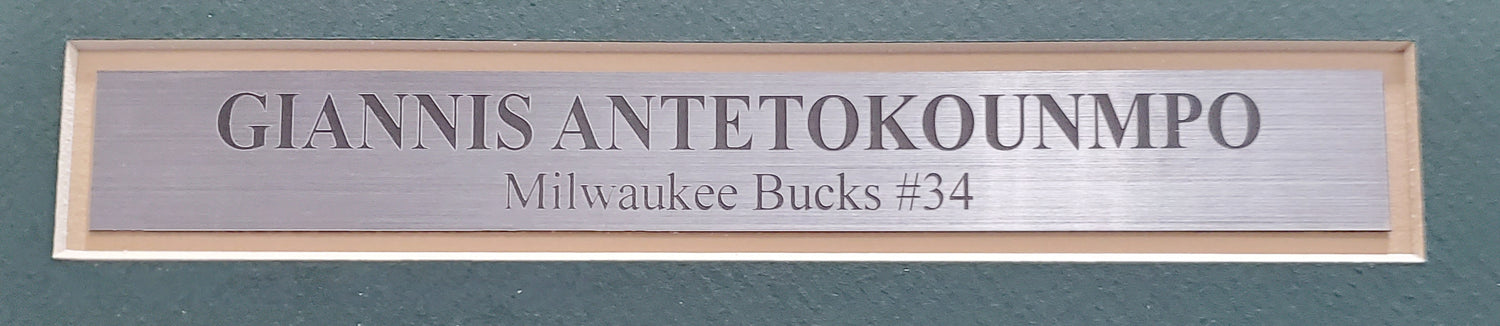 GIANNIS ANTETOKOUNMPO
Milwaukee Bucks #34